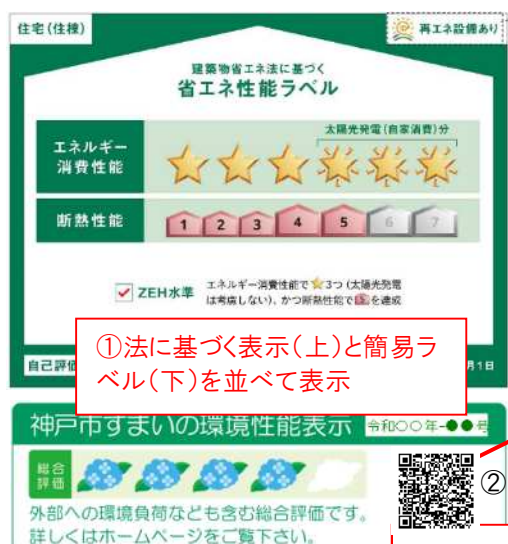 住宅(住棟)
再エネ設備あり
建築物省エネ法に基づく
省エネ性能ラベル
太陽光発電(自家消費)分
エネルギー
消費性能
断熱性能
1 2 3 4 5 6 7
ZEH水準
エネルギー消費性能で⭐3つ(太陽光発電
は考慮しない)、かつ断熱性能で5を達成
①法に基づく表示(上)と簡易ラ
ベル(下)を並べて表示
自己評価
月1日
神戸市すまいの環境性能表示
令和○○年-●●号
総合
評価
②
外部への環境負荷なども含む総合評価です。
詳しくはホームページをご覧下さい。